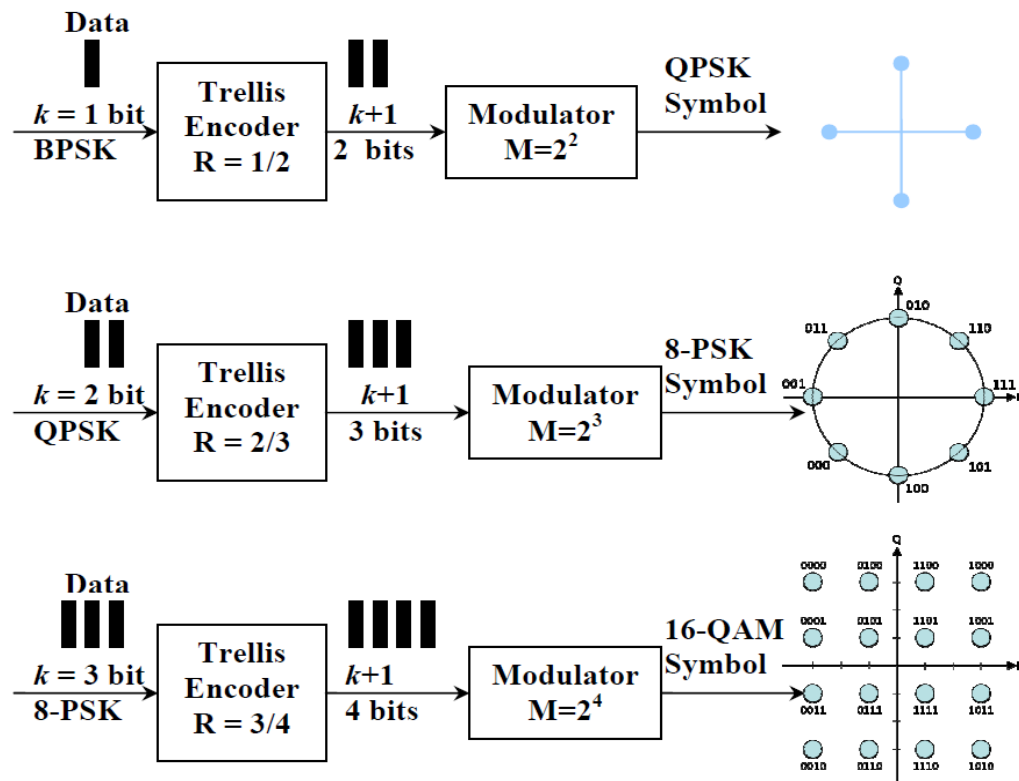 Data
k = 1 bit
BPSK
Trellis
Encoder
R = 1/2
k+1
2 bits
Modulator
M=2²
QPSK
Symbol
Data
k = 2 bit
QPSK
Trellis
Encoder
R = 2/3
k+1
3 bits
Modulator
M=2³
8-PSK
Symbol
Q
010
011
110
001
111
000
101
100
Data
k = 3 bit
8-PSK
Trellis
Encoder
R = 3/4
k+1
4 bits
Modulator
M=2⁴
16-QAM
Symbol
Q
0000 0100 1100 1000
0001 0101 1101 1001
0011 0111 1111 1011
0010 0110 1110 1010